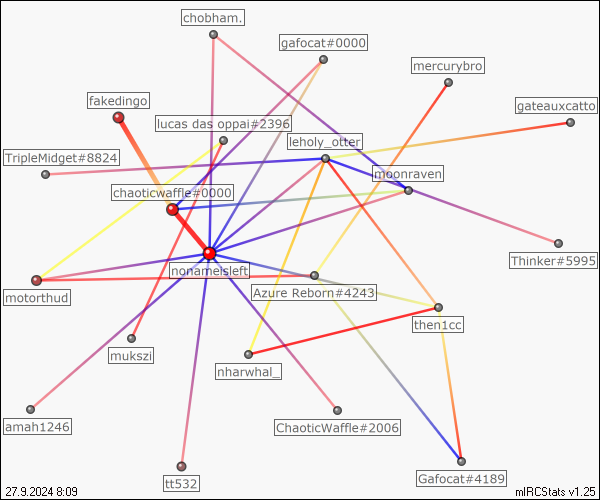 chobham.
gafocat#0000
mercurybro
fakedingo
gateauxcatto
lucas das oppai#2396
leholy_otter
TripleMidget#8824
moonraven
chaoticwaffle#0000
Thinker#5995
nonameisleft
motorthud
Azure Reborn#4243
then1cc
mukszi
nharwhal_
amah1246
ChaoticWaffle#2006
tt532
Gafocat#4189
27.9.2024 8:09
mIRCStats v1.25